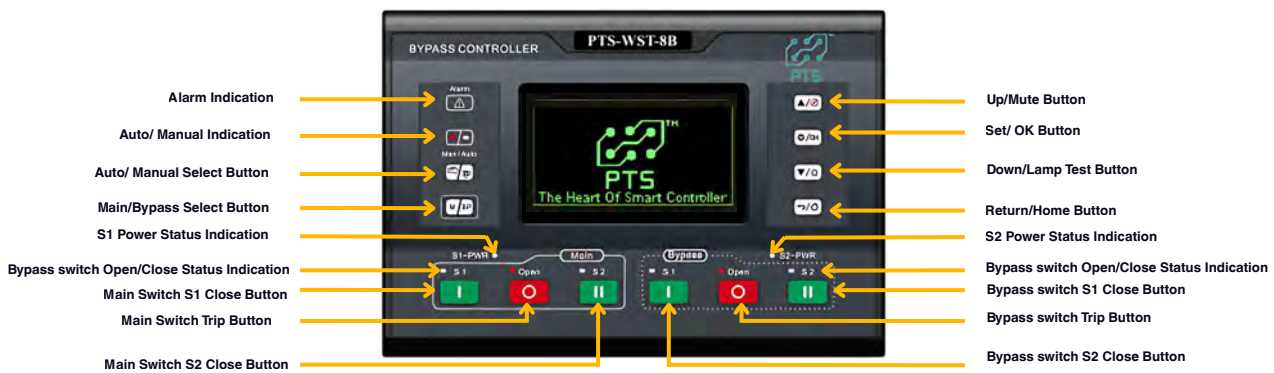 PTS-WST-8B
BYPASS CONTROLLER
PTS
Alarm
Man/Auto
/OK
PTS
TM
The Heart Of Smart Controller
S1-PWR
Main
Bypass
S2-PWR
S1
Open
S2
S1
Open
S2
I
O
II
I
O
II
Alarm Indication
Auto/ Manual Indication
Auto/ Manual Select Button
Main/Bypass Select Button
S1 Power Status Indication
Bypass switch Open/Close Status Indication
Main Switch S1 Close Button
Main Switch Trip Button
Main Switch S2 Close Button
Up/Mute Button
Set/ OK Button
Down/Lamp Test Button
Return/Home Button
S2 Power Status Indication
Bypass switch Open/Close Status Indication
Bypass switch S1 Close Button
Bypass switch Trip Button
Bypass switch S2 Close Button